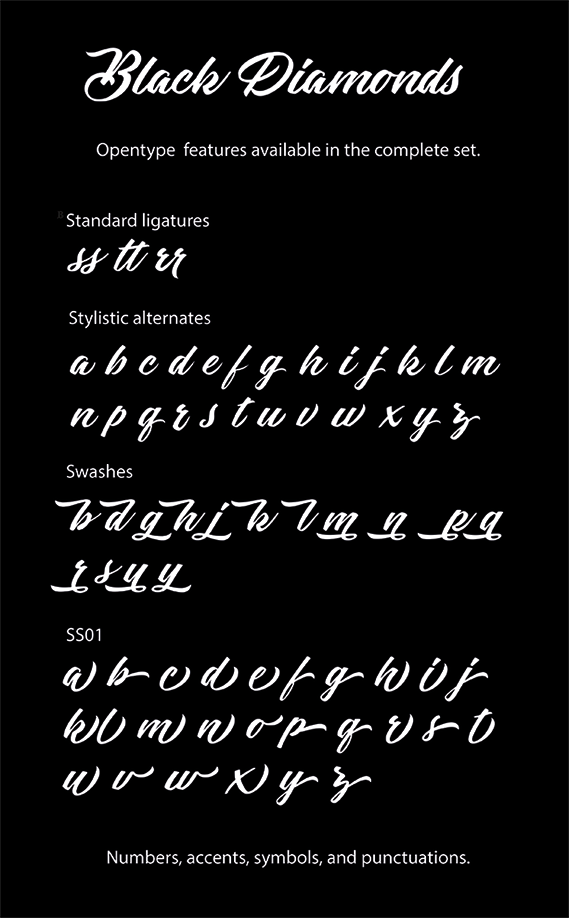 Black Diamonds
Opentype features available in the complete set.
Standard ligatures
ss tt rr
Stylistic alternates
a b c d e f g h i j k l m
n p q r s t u v w x y z
Swashes
b d g h j k l m n p q
r s u y
SS01
a b c d e f g h i j
k l m n o p q r s t
u v w x y z
Numbers, accents, symbols, and punctuations.